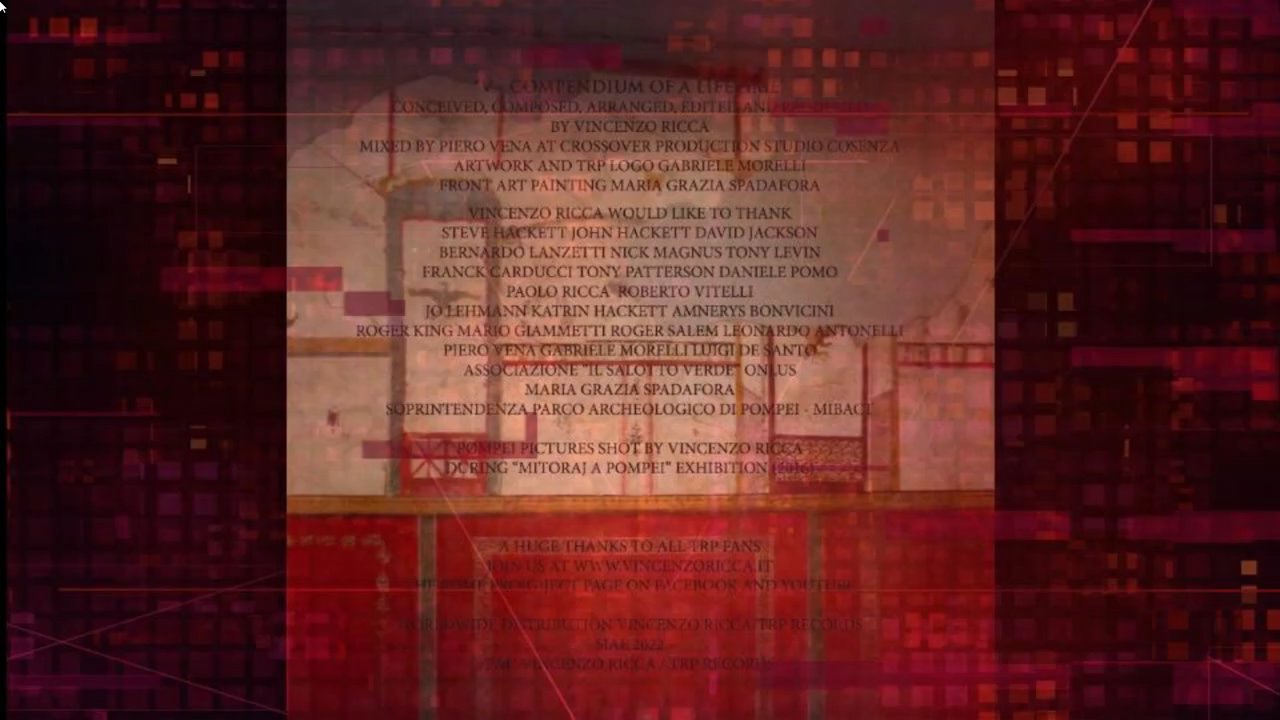 COMPENDIUM OF A LIFETIME
CONCEIVED, COMPOSED, ARRANGED, EDITED AND
BY VINCENZO RICCA
MIXED BY PIERO VENA AT CROSSOVER PRODUCTION STUDIO COSENZA
ARTWORK AND TRP LOGO GABRIELE MORELLI
FRONT ART PAINTING MARIA GRAZIA SPADAFORA
VINCENZO RICCA WOULD LIKE TO THANK
STEVE HACKETT JOHN HACKETT DAVID JACKSON
BERNARDO LANZETTI NICK MAGNUS TONY LEVIN
FRANCK CARDUCCI TONY PATTERSON DANIELE POMO
PAOLO RICCA ROBERTO VITELLI
JO LEHMANN KATRIN HACKETT AMNERYS BONVICINI
ROGER KING MARIO GIAMMETTI ROGER SALEM LEONARDO ANTONELLI
PIERO VENA GABRIELE MORELLI LUIGI DE SANTO
ASSOCIAZIONE "IL SALOTTO VERDE" ONLUS
MARIA GRAZIA SPADAFORA
SOPRINTENDENZA PARCO ARCHEOLOGICO DI POMPEI - MIBACT
POMPEI PICTURES SHOT BY VINCENZO RICCA
DURING "MITORAJ A POMPEI" EXHIBITION (2016)
A HUGE THANKS TO ALL TRP FANS
JOIN US AT WWW.VINCENZORICCA.IT
PAGE ON FACEBOOK AND YOUTUBE
WORLDWIDE DISTRIBUTION VINCENZO RICCA/TRP RECORDS
SIAE 2022
VINCENZO RICCA / TRP RECORDS